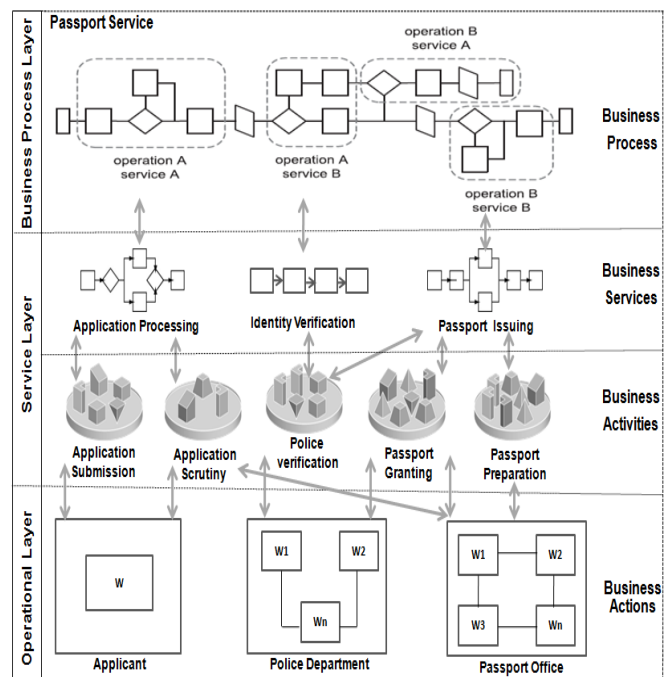 Business Process Layer
Passport Service
operation B
service A
operation A
service A
operation A
service B
operation B
service B
Business
Process
Service Layer
Application Processing
Identity Verification
Passport Issuing
Business
Services
Application
Submission
Application
Scrutiny
Police
verification
Passport
Granting
Passport
Preparation
Business
Activities
Operational Layer
W
Applicant
W1
W2
Wn
Police Department
W1
W2
W3
Wn
Passport Office
Business
Actions